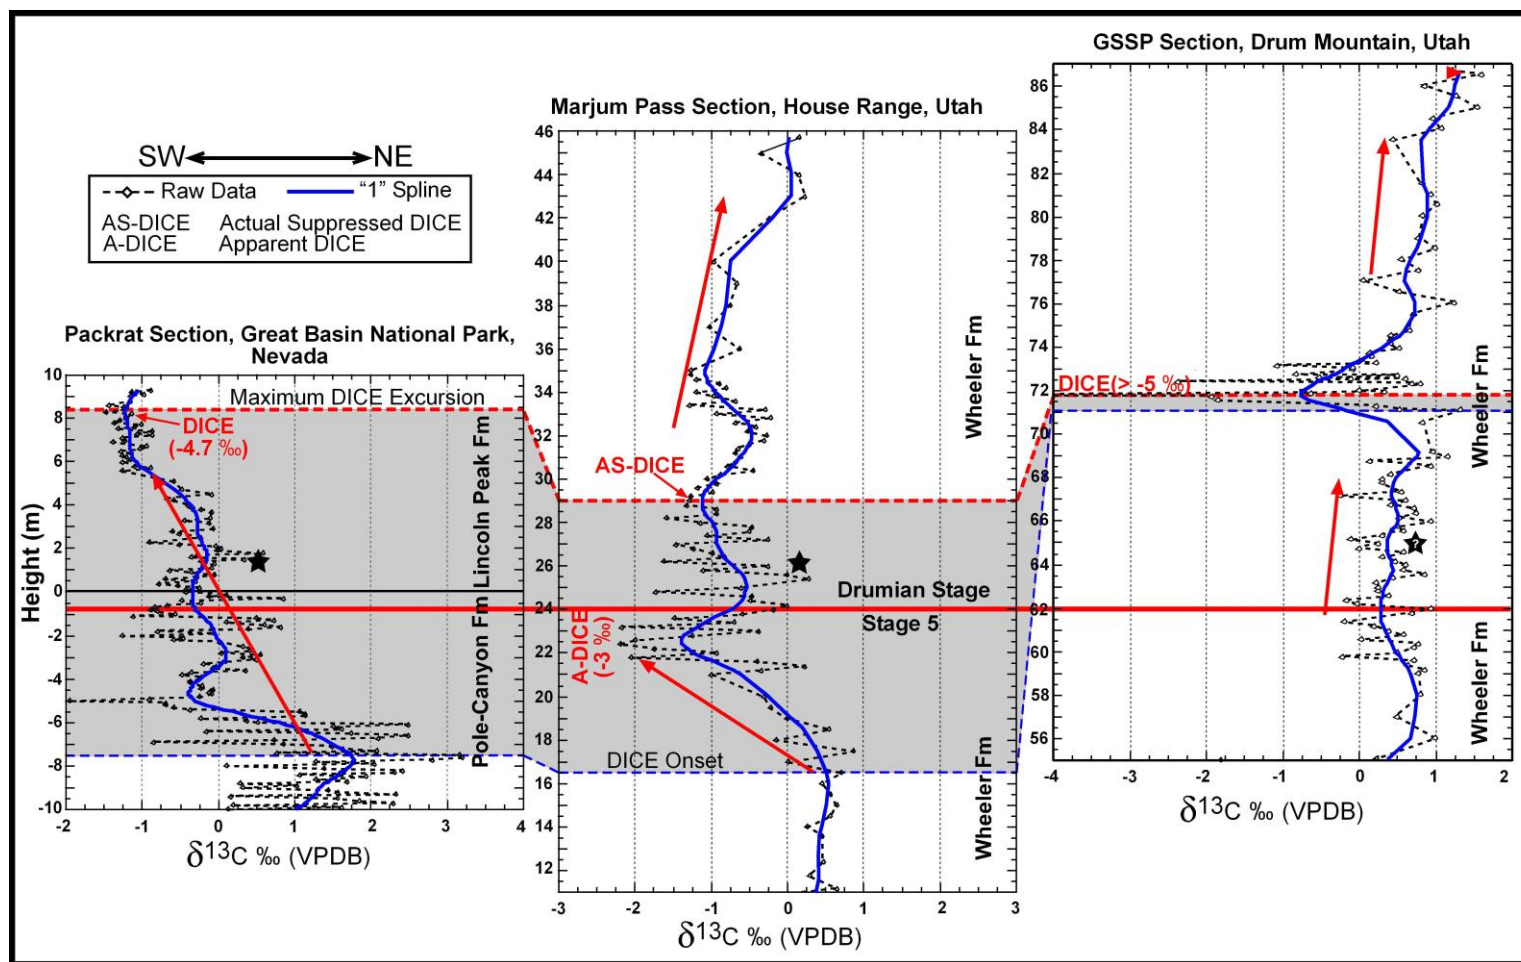 GSSP Section, Drum Mountain, Utah
Marjum Pass Section, House Range, Utah
SW NE
Raw Data "1" Spline
AS-DICE Actual Suppressed DICE
A-DICE Apparent DICE
Packrat Section, Great Basin National Park,
Nevada
10
8
6
4
2
0
-2
-4
-6
-8
-10
Height (m)
Maximum DICE Excursion
DICE
(-4.7 ‰)
Lincoln Peak Fm
Pole-Canyon Fm
-2 -1 0 1 2 3 4
δ13C ‰ (VPDB)
46
44
42
40
38
36
34
32
30
28
26
24
22
20
18
16
14
12
Wheeler Fm
AS-DICE
Drumian Stage
Stage 5
A-DICE
(-3 ‰)
DICE Onset
Wheeler Fm
-3 -2 -1 0 1 2 3
δ13C ‰ (VPDB)
86
84
82
80
78
76
74
72
70
68
66
64
62
60
58
56
DICE(> -5 ‰)
Wheeler Fm
?
Wheeler Fm
-4 -3 -2 -1 0 1 2
δ13C ‰ (VPDB)